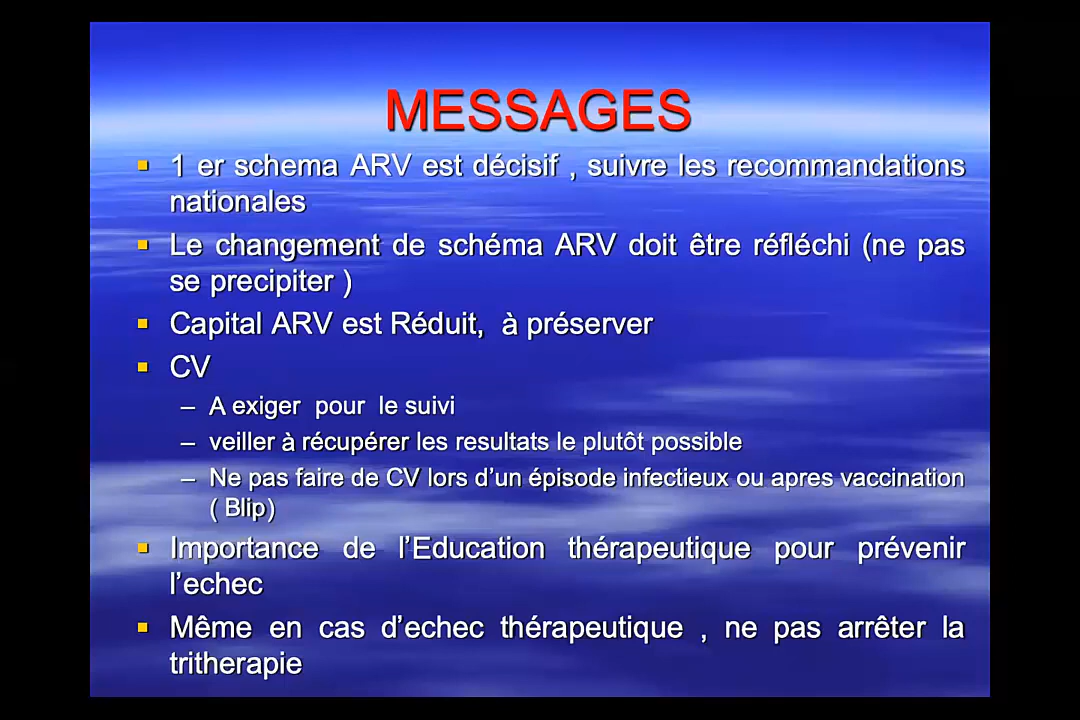 MESSAGES
▪ 1 er schema ARV est décisif , suivre les recommandations
nationales
▪ Le changement de schéma ARV doit être réfléchi (ne pas
se precipiter )
▪ Capital ARV est Réduit,  à préserver
▪ CV
– A exiger  pour  le suivi
– veiller à récupérer les resultats le plutôt possible
– Ne pas faire de CV lors d’un épisode infectieux ou apres vaccination
( Blip)
▪ Importance de l’Education thérapeutique pour prévenir
l’echec
▪ Même en cas d’echec thérapeutique , ne pas arrêter la
tritherapie